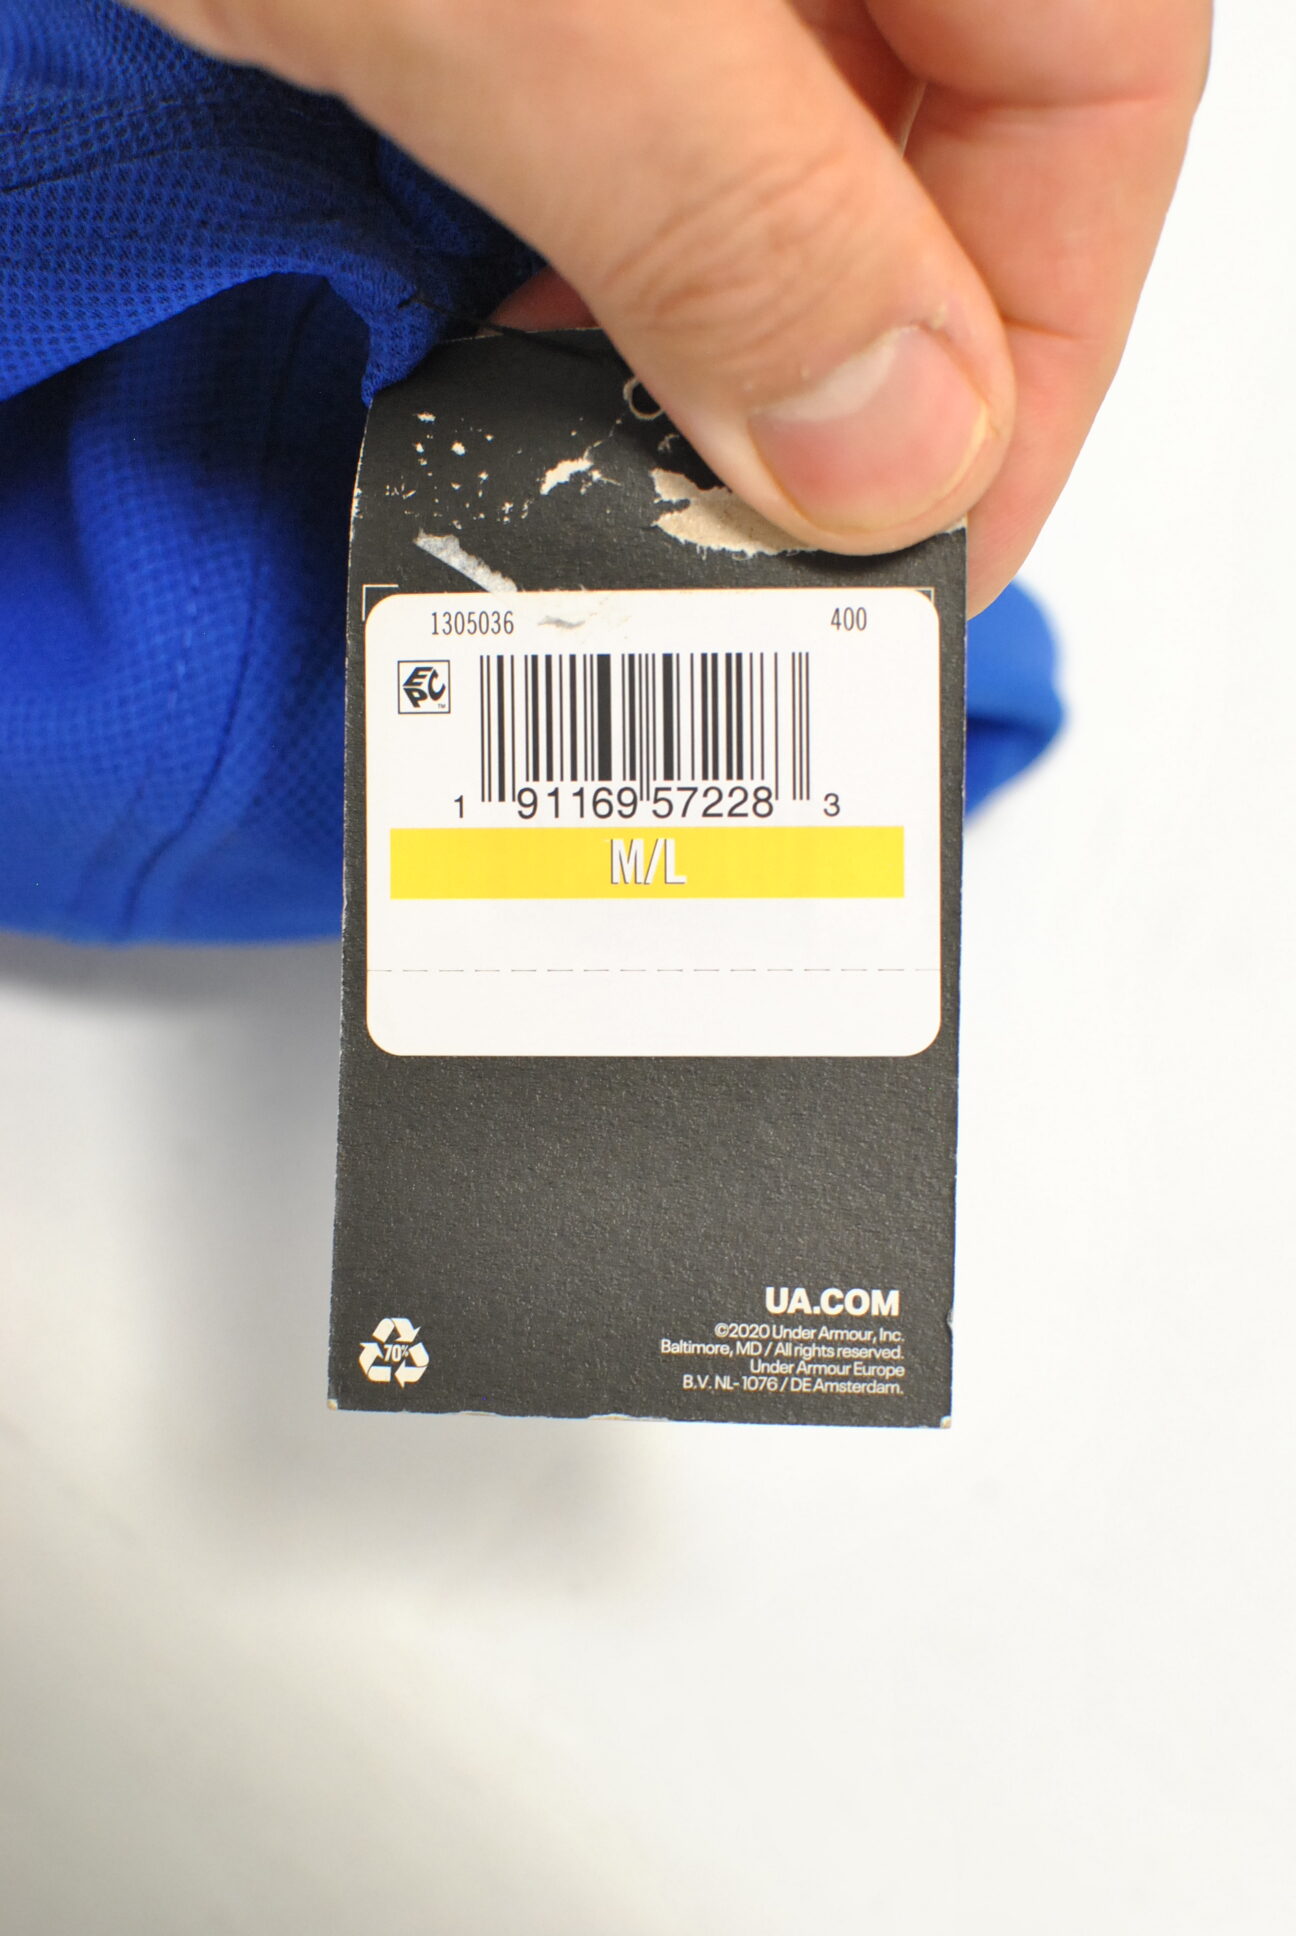 1305036 400
EPC™
1 91169 57228 3
M/L
UA.COM
©2020 Under Armour, Inc.
Baltimore, MD / All rights reserved.
Under Armour Europe
B.V. NL-1076 / DE Amsterdam.
70%